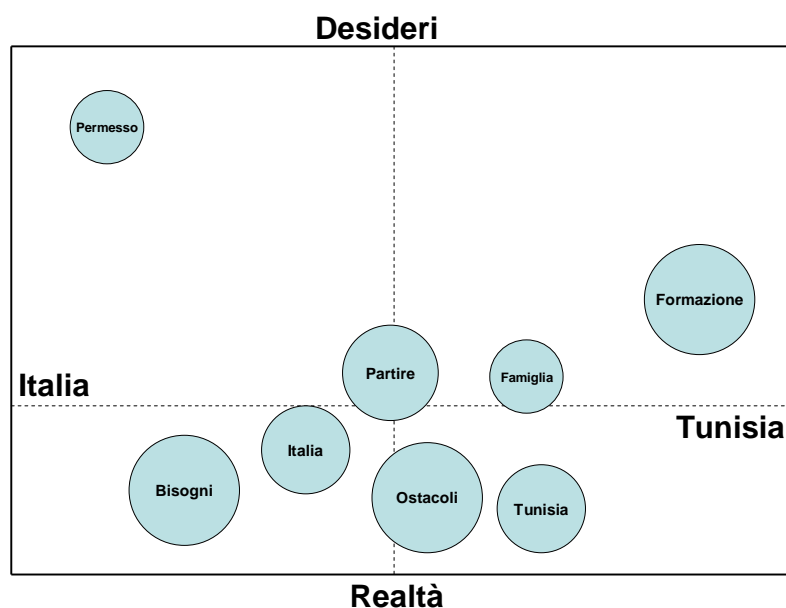 Desideri
Permesso
Formazione
Partire
Famiglia
Italia
Tunisia
Italia
Bisogni
Ostacoli
Tunisia
Realtà